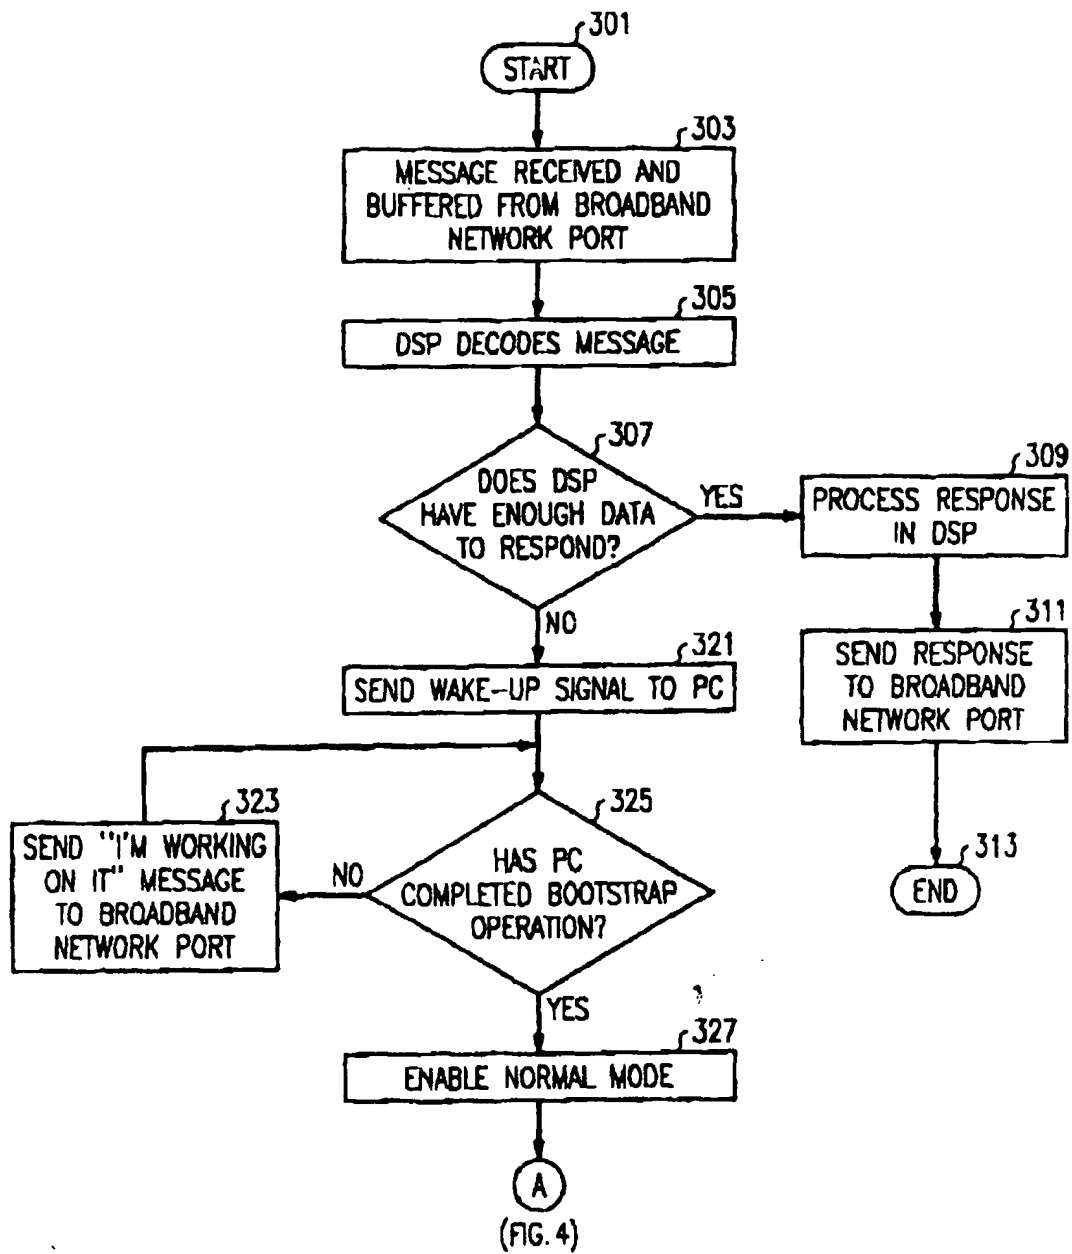 301
START
303
MESSAGE RECEIVED AND
BUFFERED FROM BROADBAND
NETWORK PORT
305
DSP DECODES MESSAGE
307
DOES DSP
HAVE ENOUGH DATA
TO RESPOND?
YES
309
PROCESS RESPONSE
IN DSP
NO
311
SEND RESPONSE
TO BROADBAND
NETWORK PORT
321
SEND WAKE-UP SIGNAL TO PC
323
SEND "I'M WORKING
ON IT" MESSAGE
TO BROADBAND
NETWORK PORT
NO
325
HAS PC
COMPLETED BOOTSTRAP
OPERATION?
313
END
YES
327
ENABLE NORMAL MODE
A
(FIG. 4)